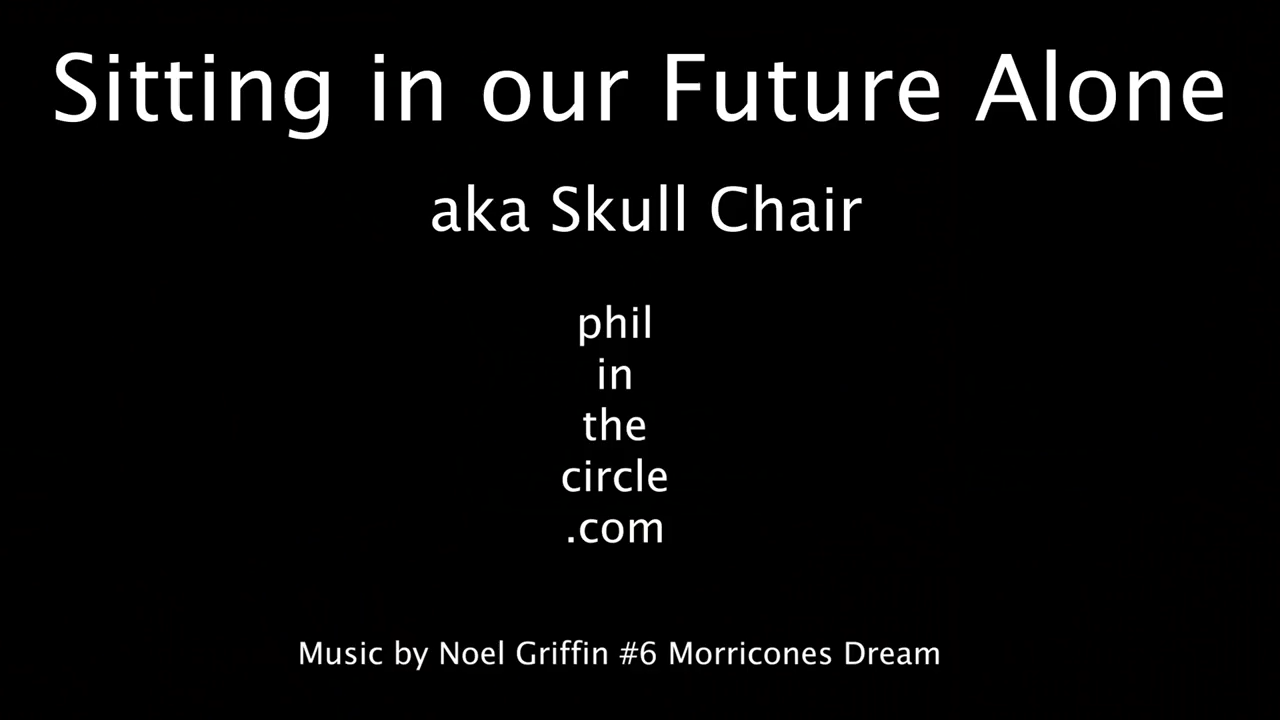 Sitting in our Future Alone
aka Skull Chair
phil
in
the
circle
.com
Music by Noel Griffin #6 Morricones Dream